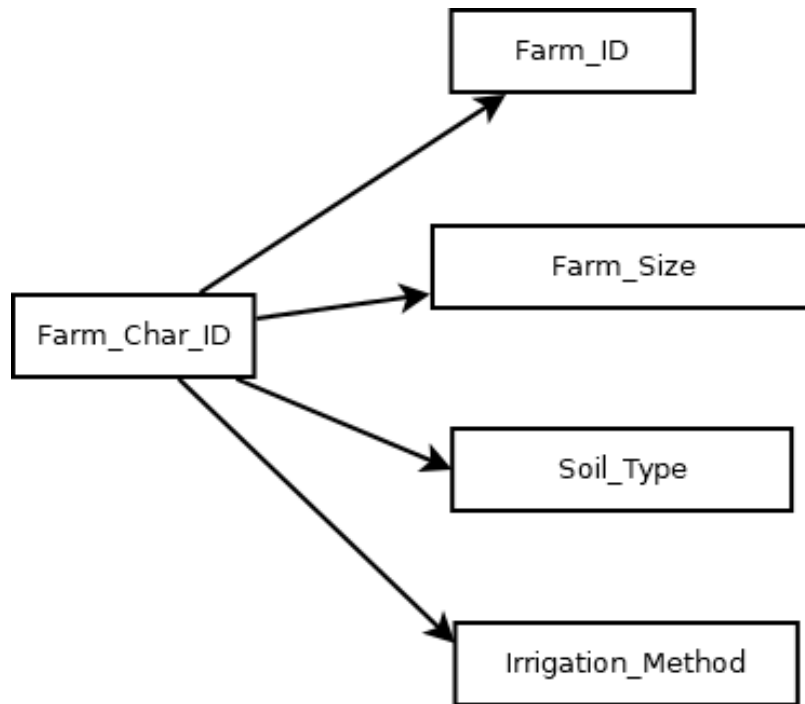 Farm_ID
Farm_Size
Farm_Char_ID
Soil_Type
Irrigation_Method